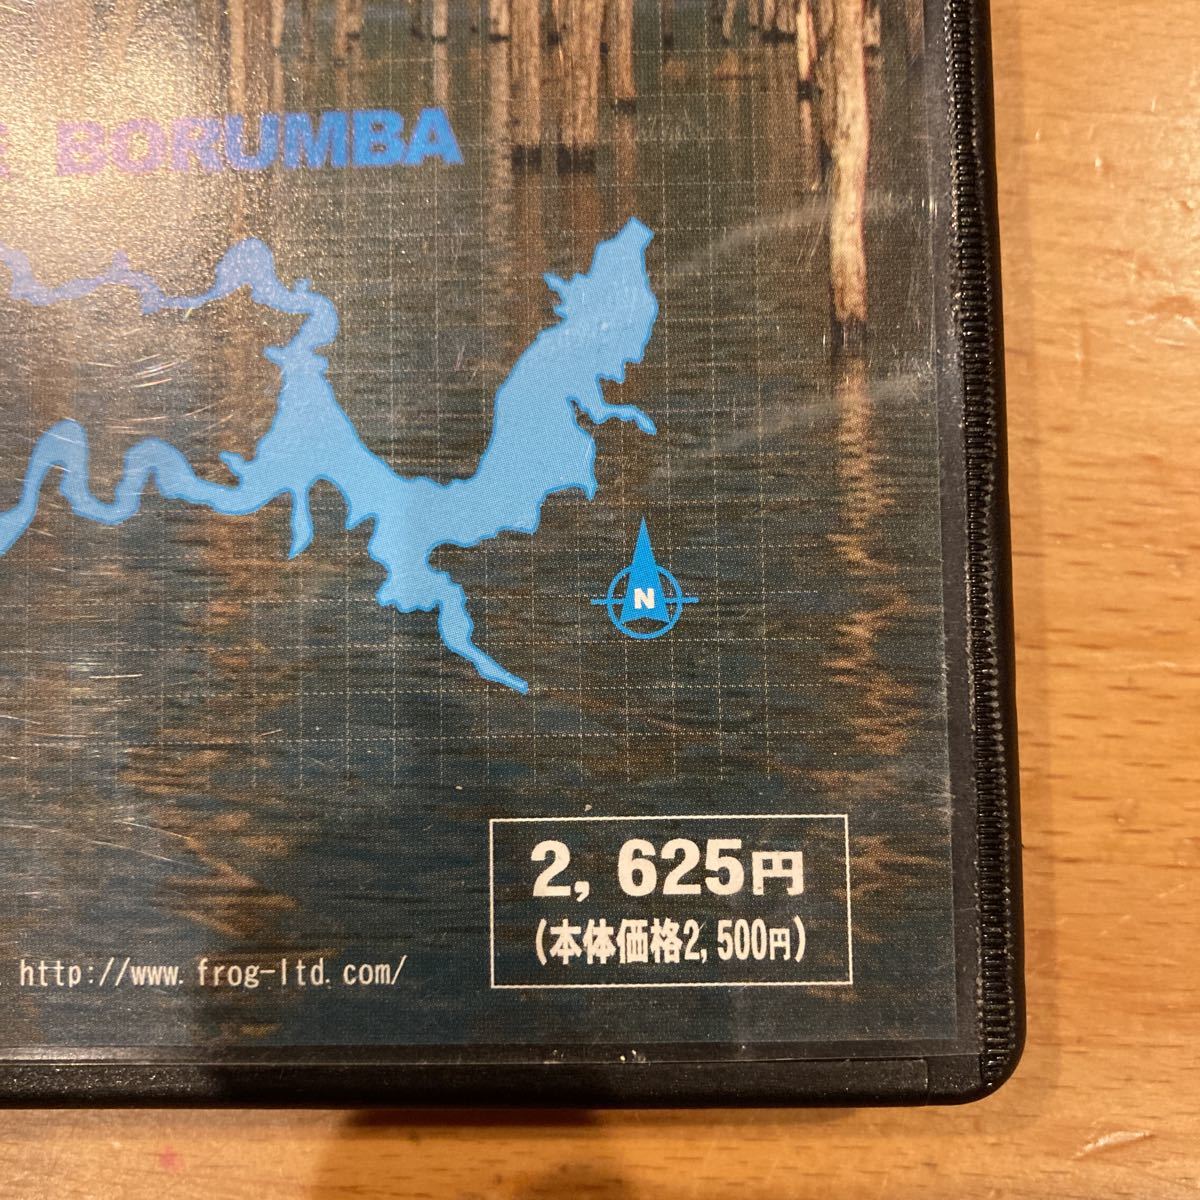 BORUMBA
N
2,625円
(本体価格2,500円)
http://www.frog-ltd.com/